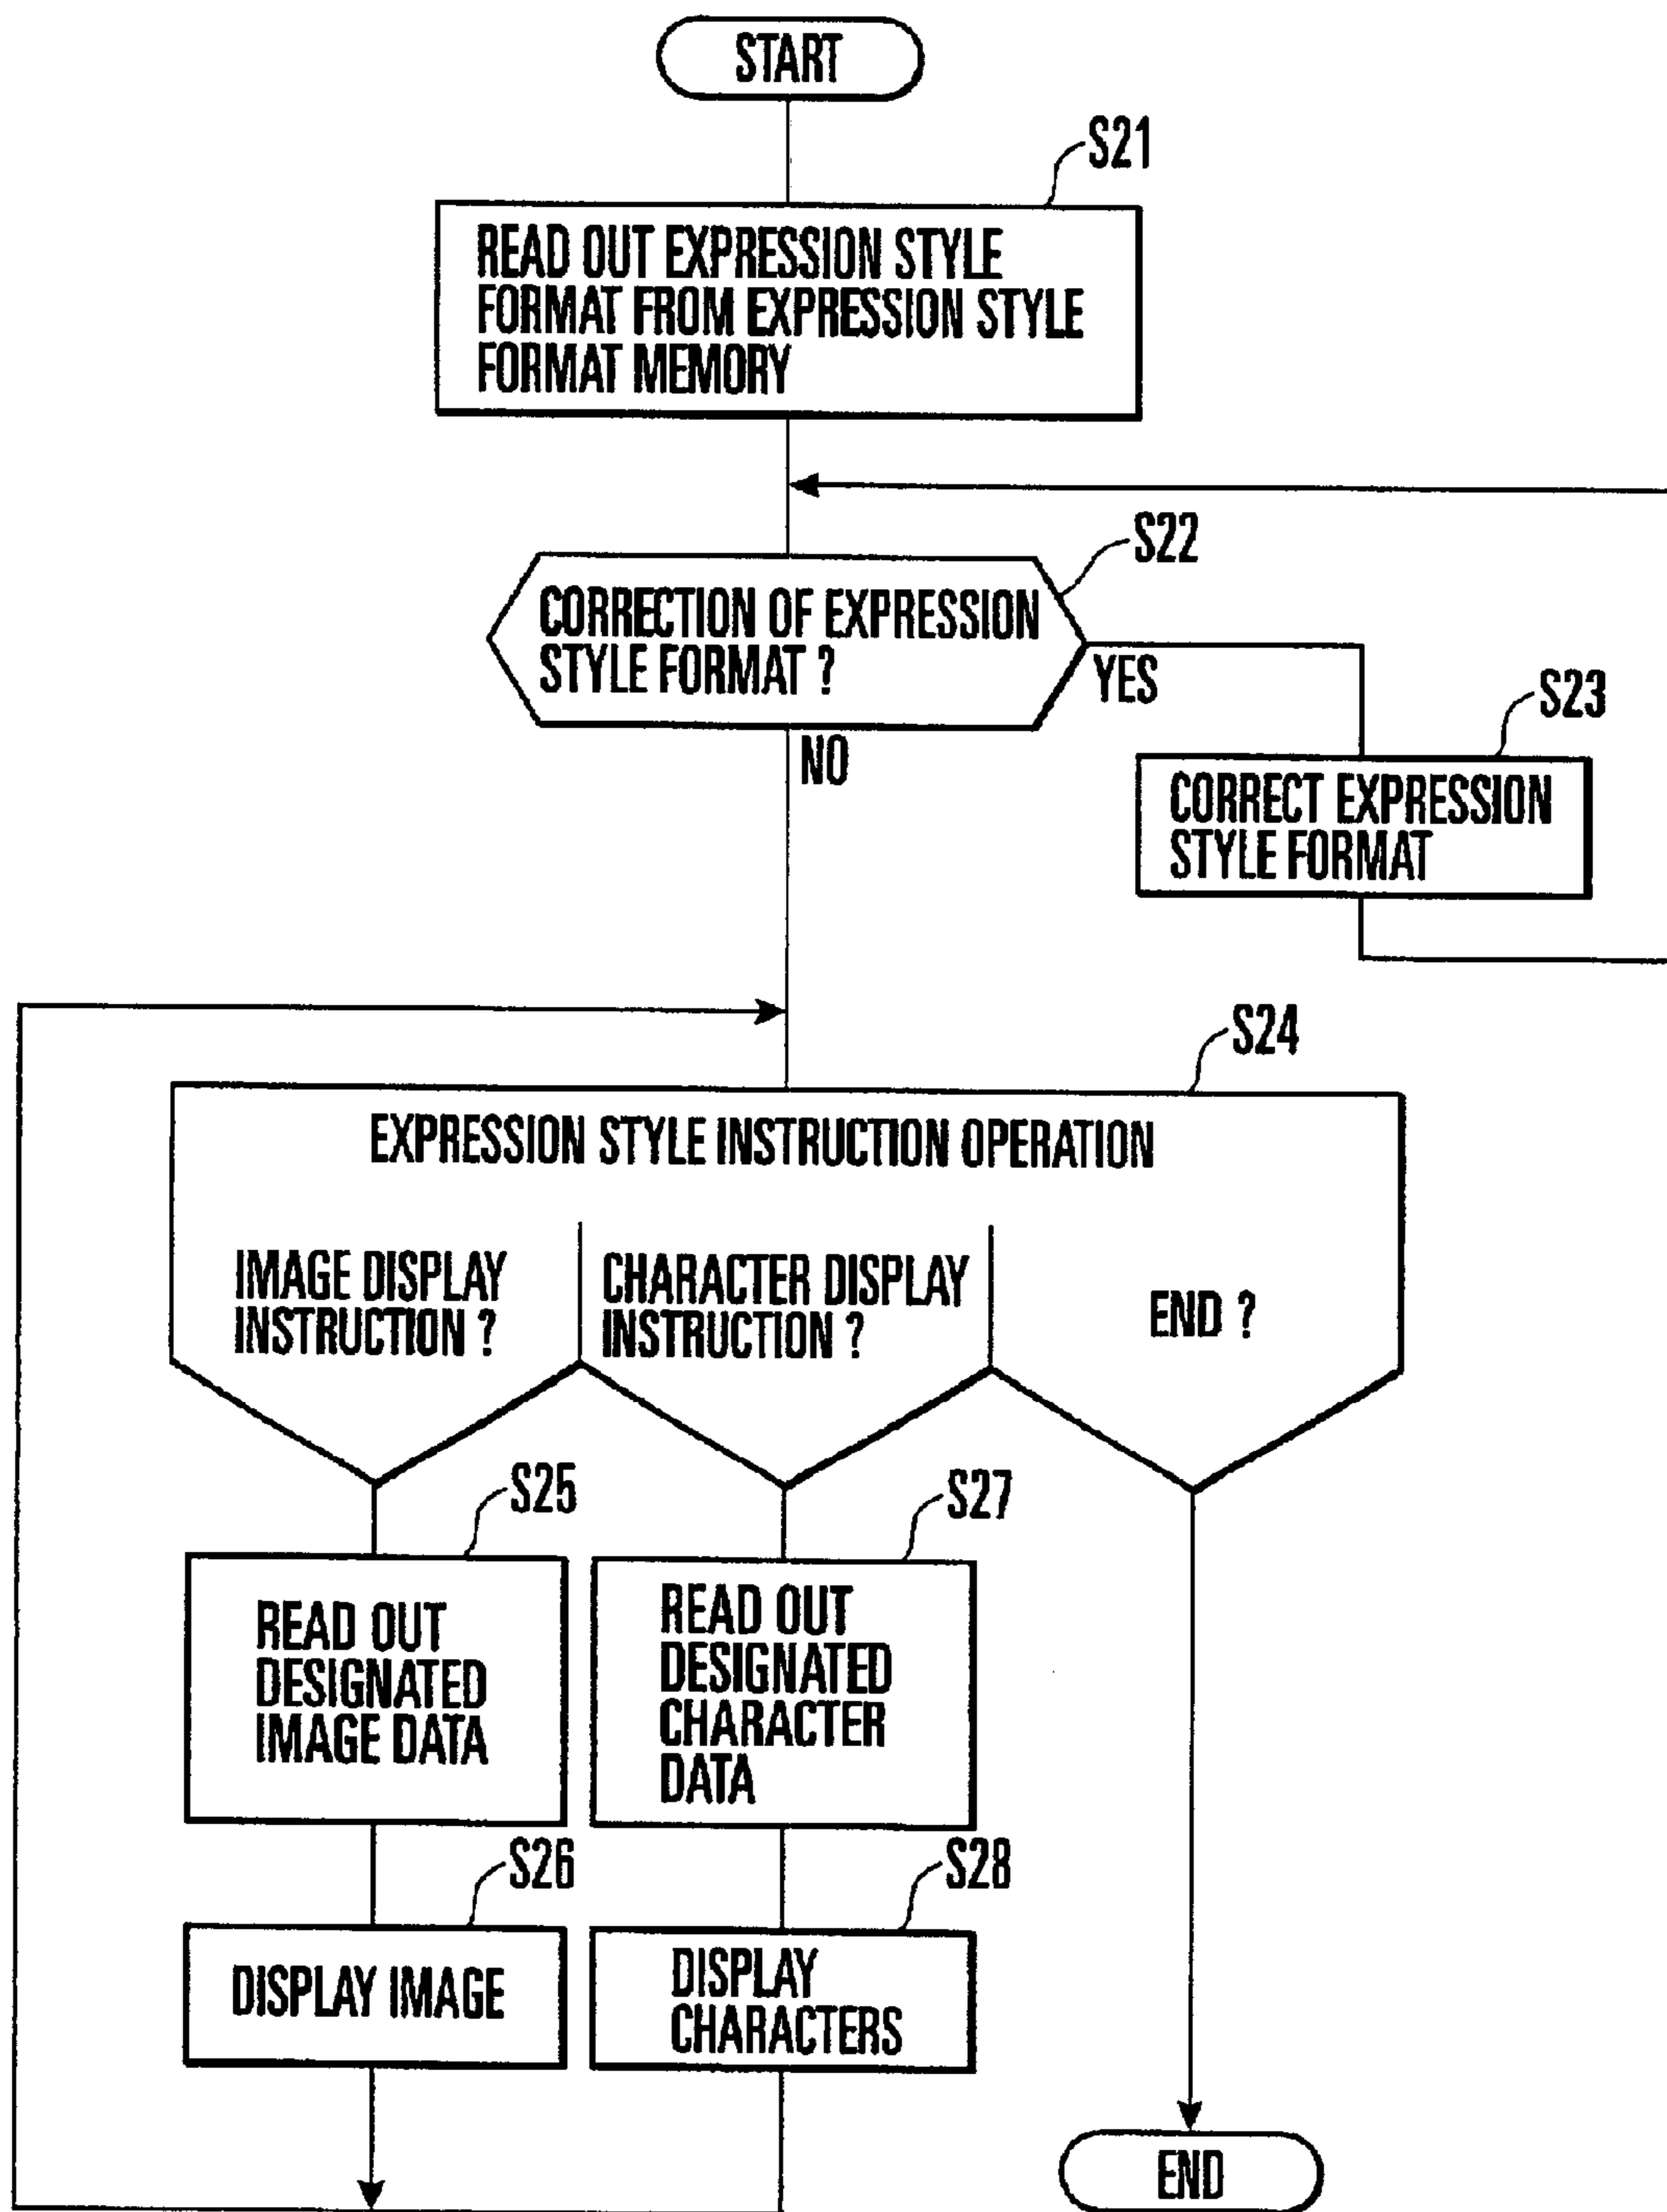 START
S21
READ OUT EXPRESSION STYLE
FORMAT FROM EXPRESSION STYLE
FORMAT MEMORY
S22
CORRECTION OF EXPRESSION
STYLE FORMAT ?
YES
NO
S23
CORRECT EXPRESSION
STYLE FORMAT
S24
EXPRESSION STYLE INSTRUCTION OPERATION
IMAGE DISPLAY
INSTRUCTION ?
CHARACTER DISPLAY
INSTRUCTION ?
END ?
S25
READ OUT
DESIGNATED
IMAGE DATA
S27
READ OUT
DESIGNATED
CHARACTER
DATA
S26
DISPLAY IMAGE
S28
DISPLAY
CHARACTERS
END